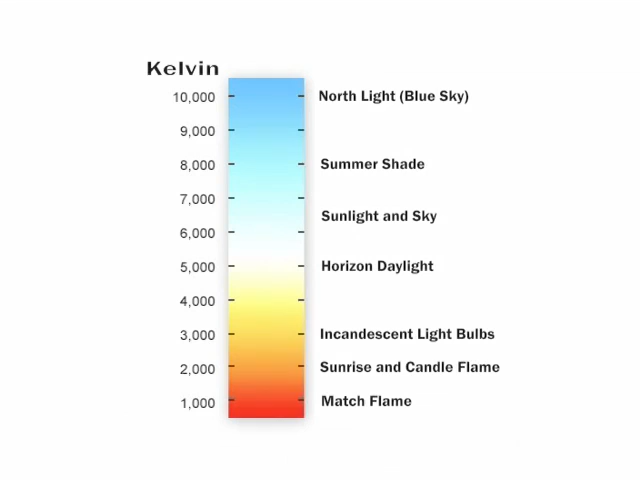 Kelvin
10,000 North Light (Blue Sky)
9,000
8,000 Summer Shade
7,000
Sunlight and Sky
6,000
5,000 Horizon Daylight
4,000
3,000 Incandescent Light Bulbs
2,000 Sunrise and Candle Flame
1,000 Match Flame